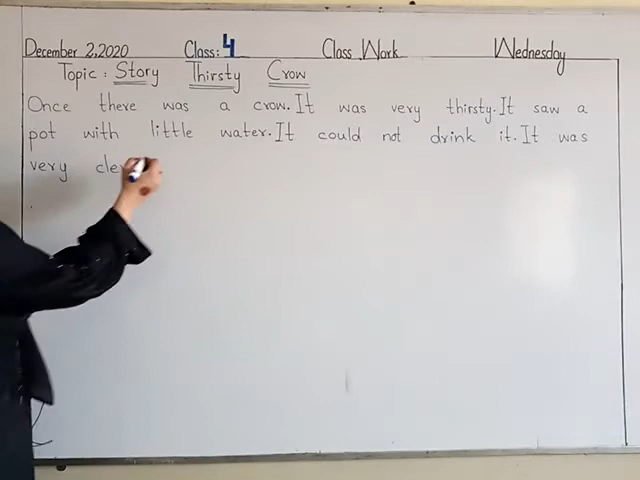 December 2,2020 Class: 4 Class Work Wednesday
Topic: Story Thirsty Crow
Once there was a crow. It was very thirsty. It saw a
pot with little water. It could not drink it. It was
very cle